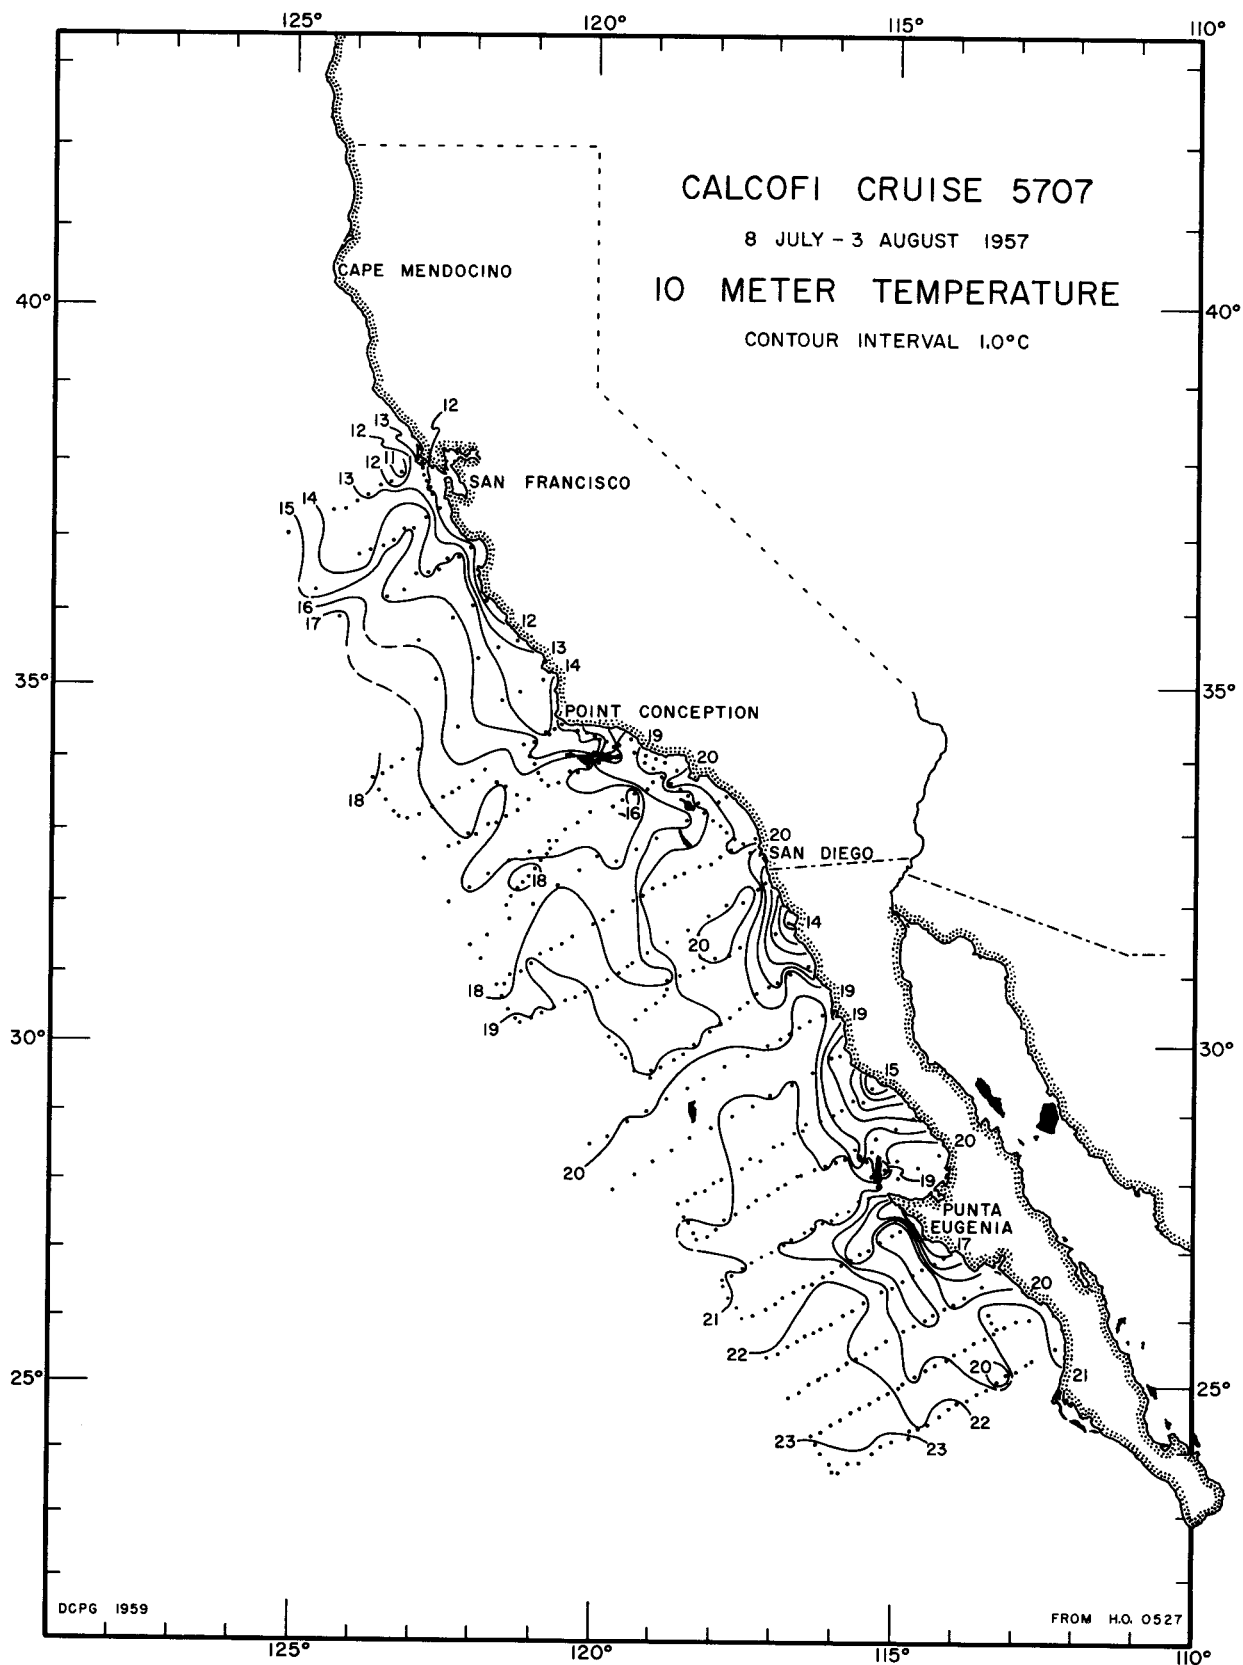 125° 120° 115° 110°
CALCOFI CRUISE 5707
8 JULY – 3 AUGUST 1957
CAPE MENDOCINO
10 METER TEMPERATURE
40° 40°
CONTOUR INTERVAL 1.0°C
12
13
12
12 11
13
SAN FRANCISCO
14
15
16
17
12
13
14
35° 35°
POINT CONCEPTION
19
20
18
16
20
SAN DIEGO
18
14
20
18
19
19
19
30° 30°
15
20
20
19
PUNTA
EUGENIA
17
20
21
22
20
21
25° 25°
22
23 23
DCPG 1959
FROM H.O. 0527
125° 120° 115° 110°